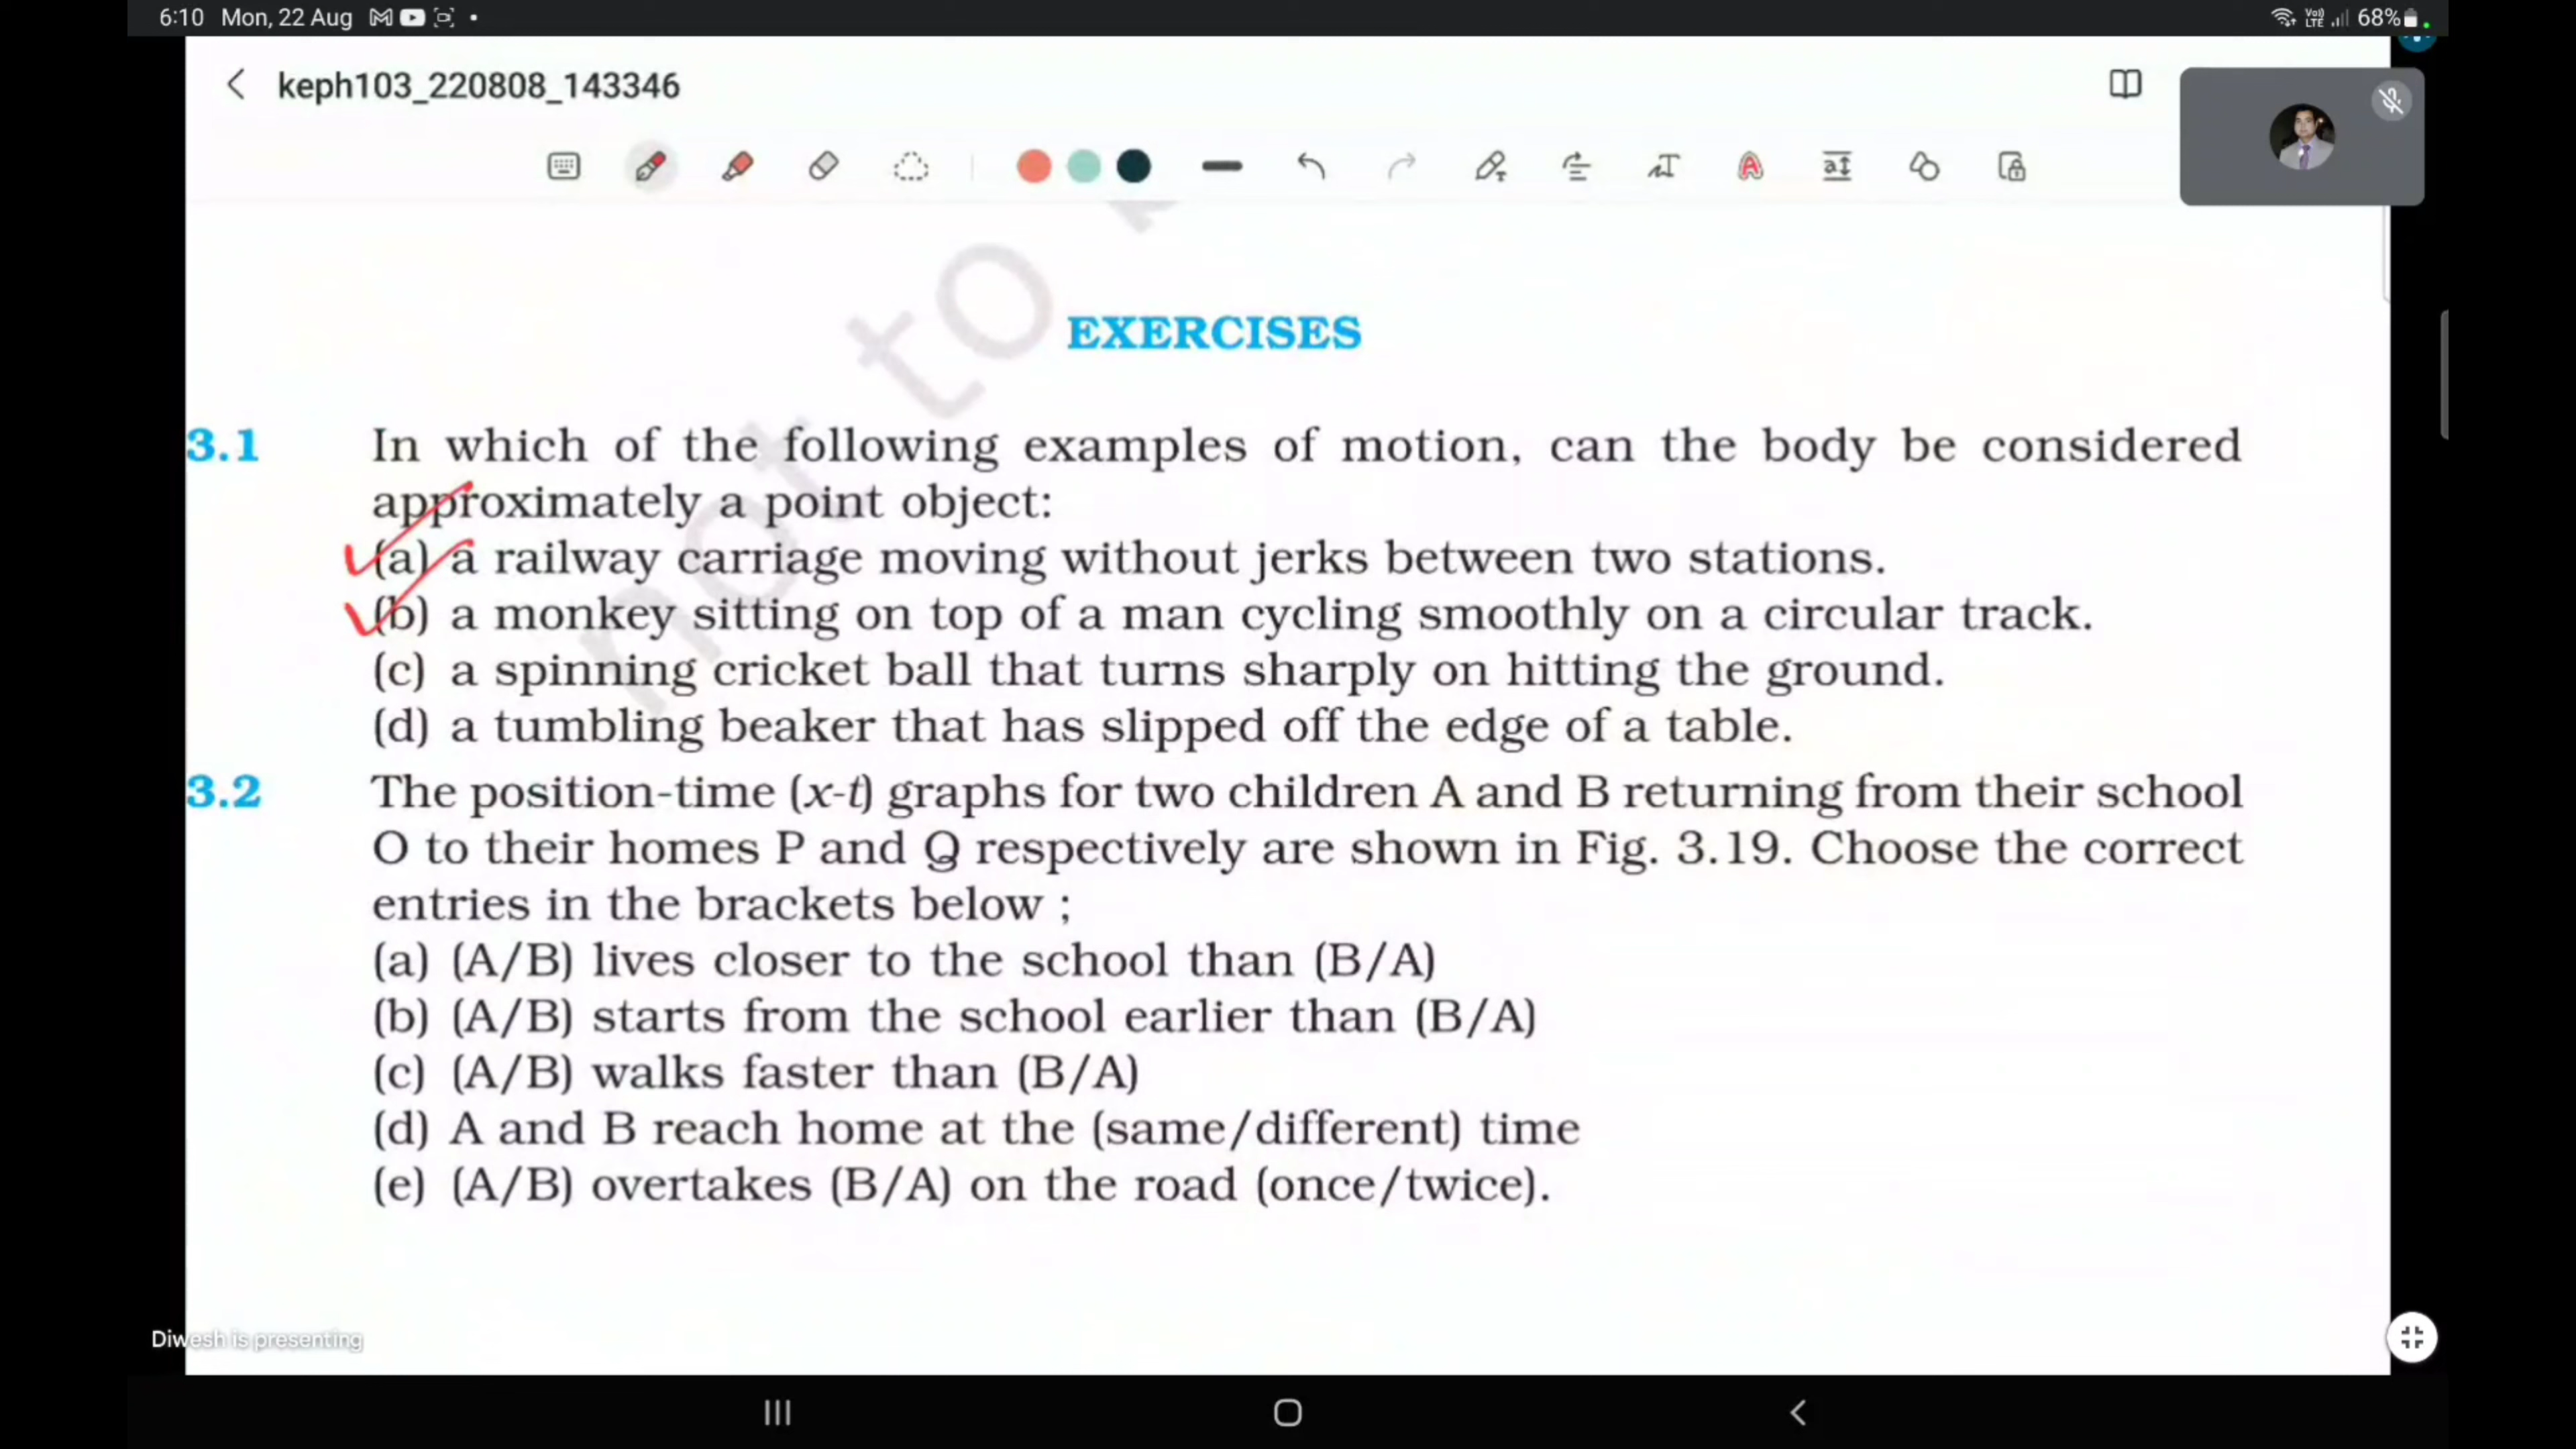 6:10 Mon, 22 Aug
Vo)) LTE 68%
keph103_220808_143346
not to
EXERCISES
3.1 In which of the following examples of motion, can the body be considered
approximately a point object:
(a) a railway carriage moving without jerks between two stations.
(b) a monkey sitting on top of a man cycling smoothly on a circular track.
(c) a spinning cricket ball that turns sharply on hitting the ground.
(d) a tumbling beaker that has slipped off the edge of a table.
3.2 The position-time (x-t) graphs for two children A and B returning from their school
O to their homes P and Q respectively are shown in Fig. 3.19. Choose the correct
entries in the brackets below ;
(a) (A/B) lives closer to the school than (B/A)
(b) (A/B) starts from the school earlier than (B/A)
(c) (A/B) walks faster than (B/A)
(d) A and B reach home at the (same/different) time
(e) (A/B) overtakes (B/A) on the road (once/twice).
Diwesh is presenting